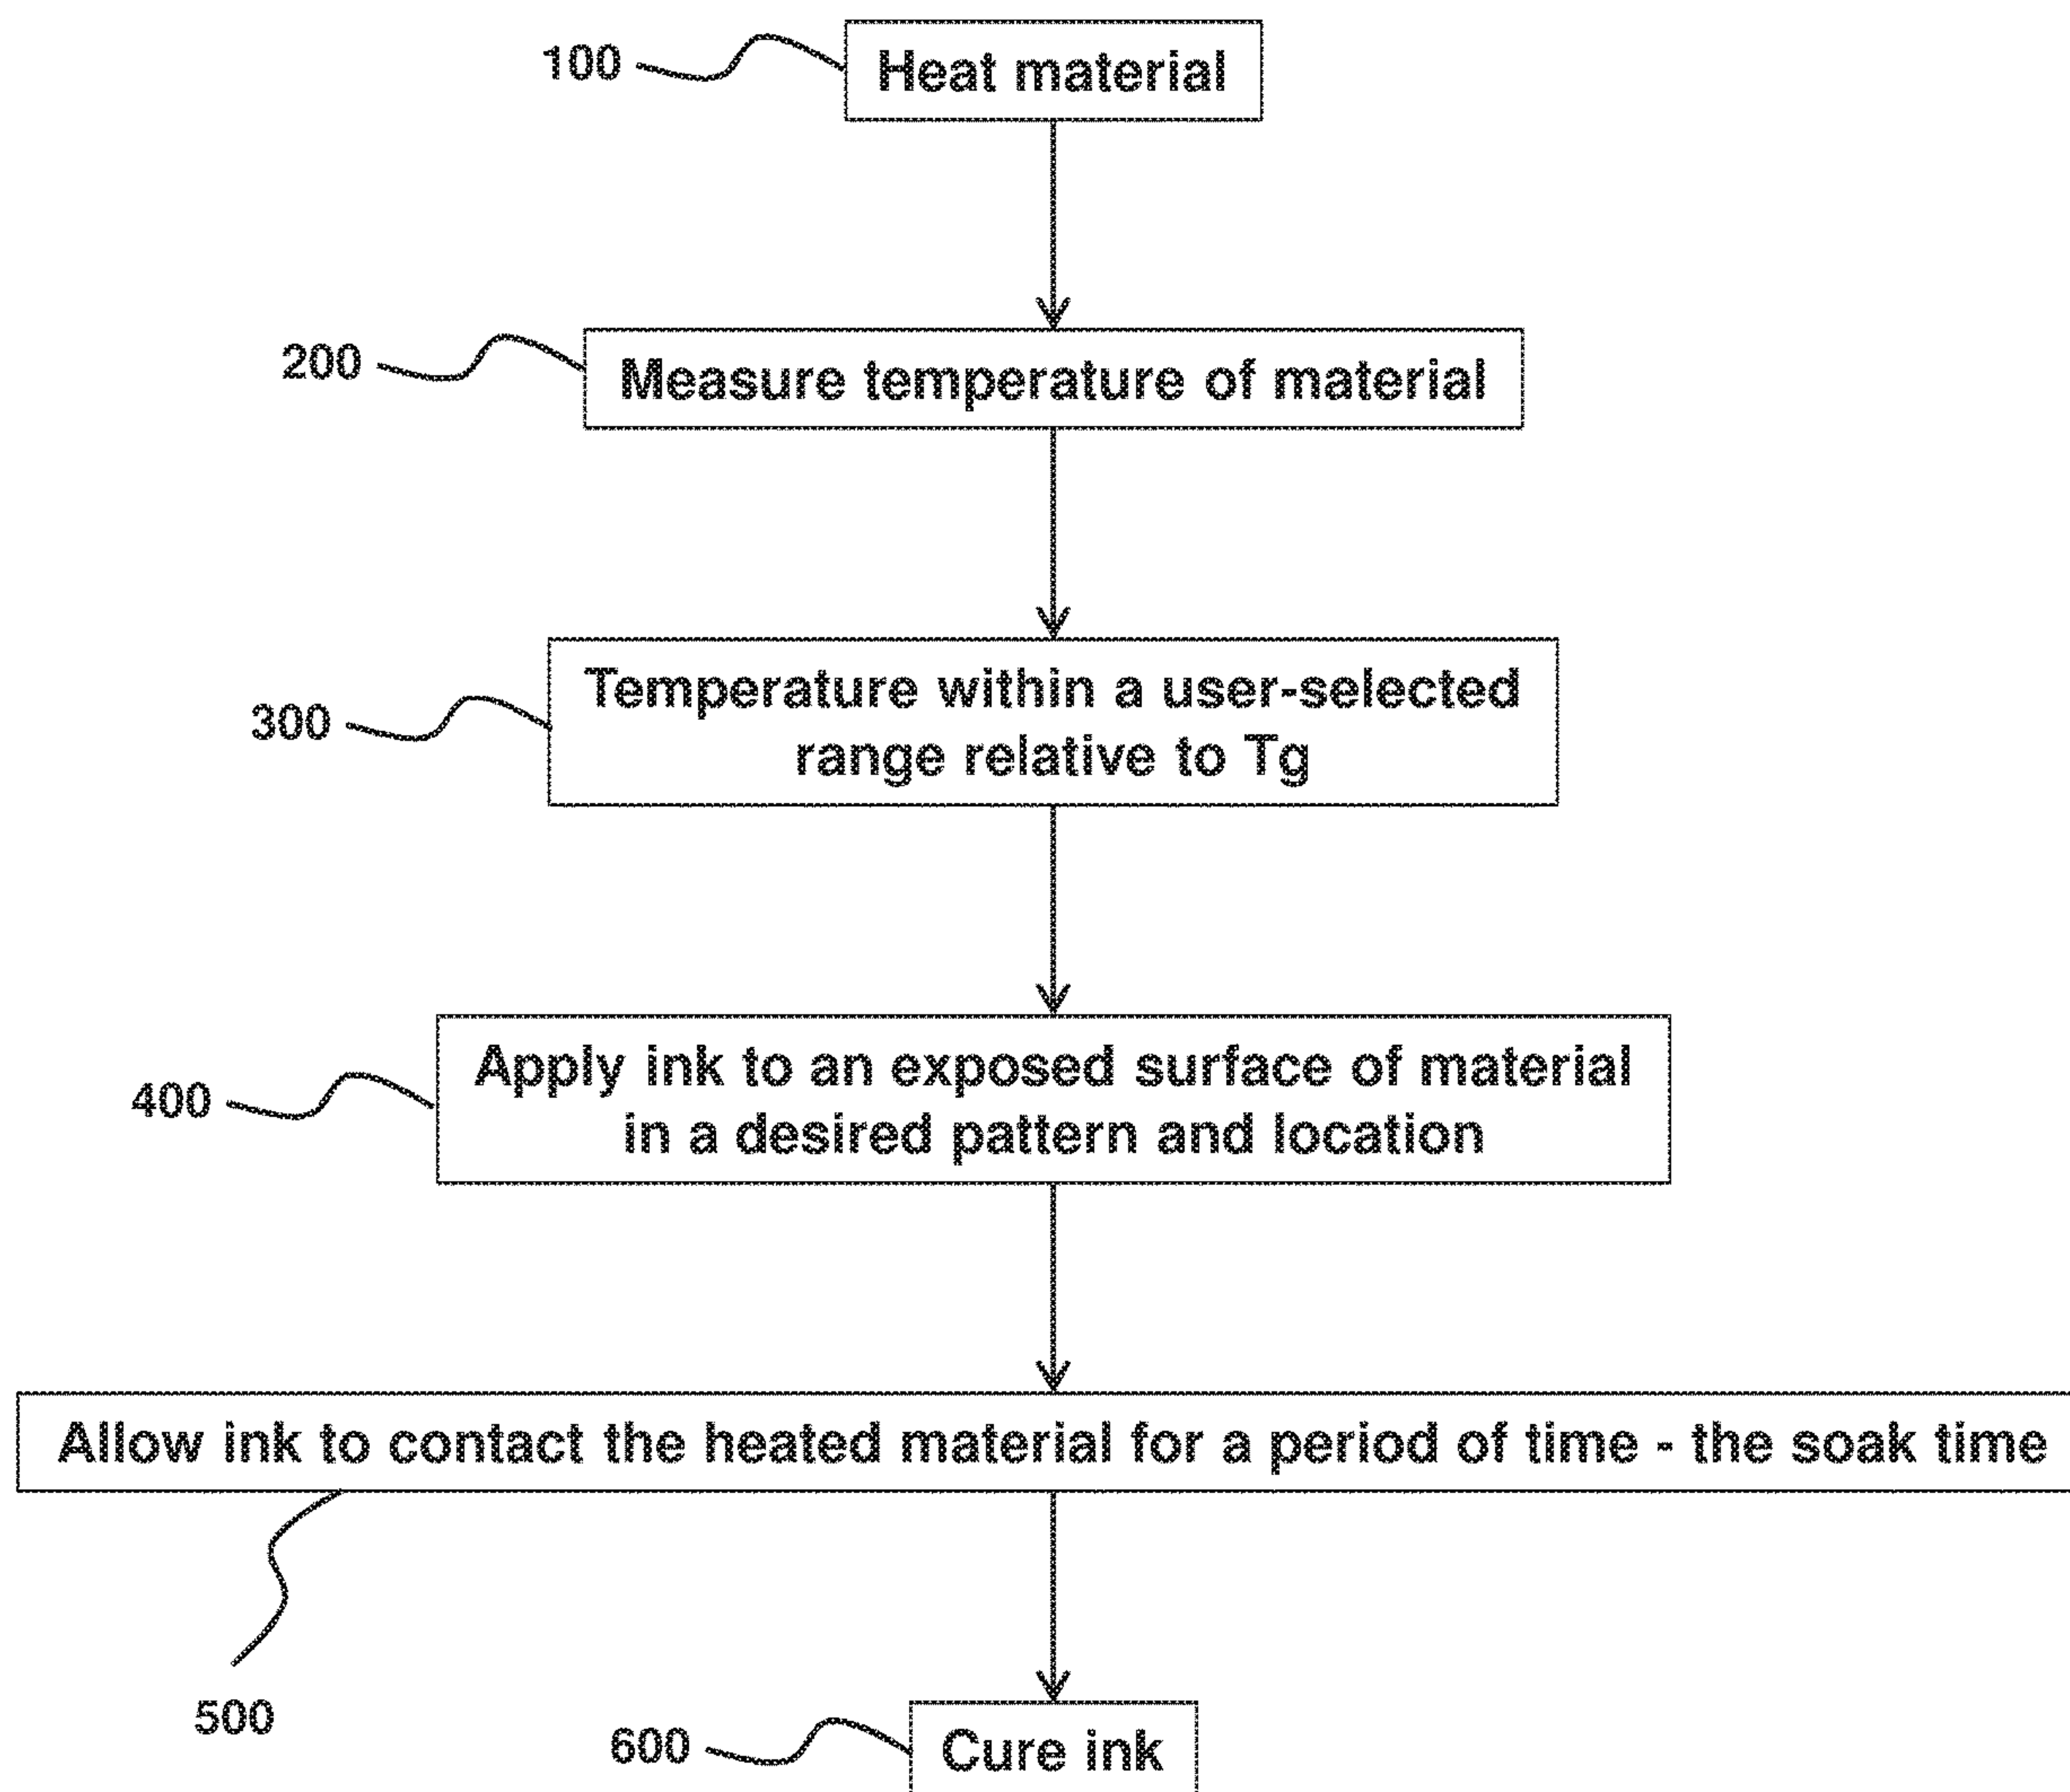 100 Heat material
200 Measure temperature of material
300 Temperature within a user-selected
range relative to Tg
400 Apply ink to an exposed surface of material
in a desired pattern and location
Allow ink to contact the heated material for a period of time - the soak time
500
600 Cure ink